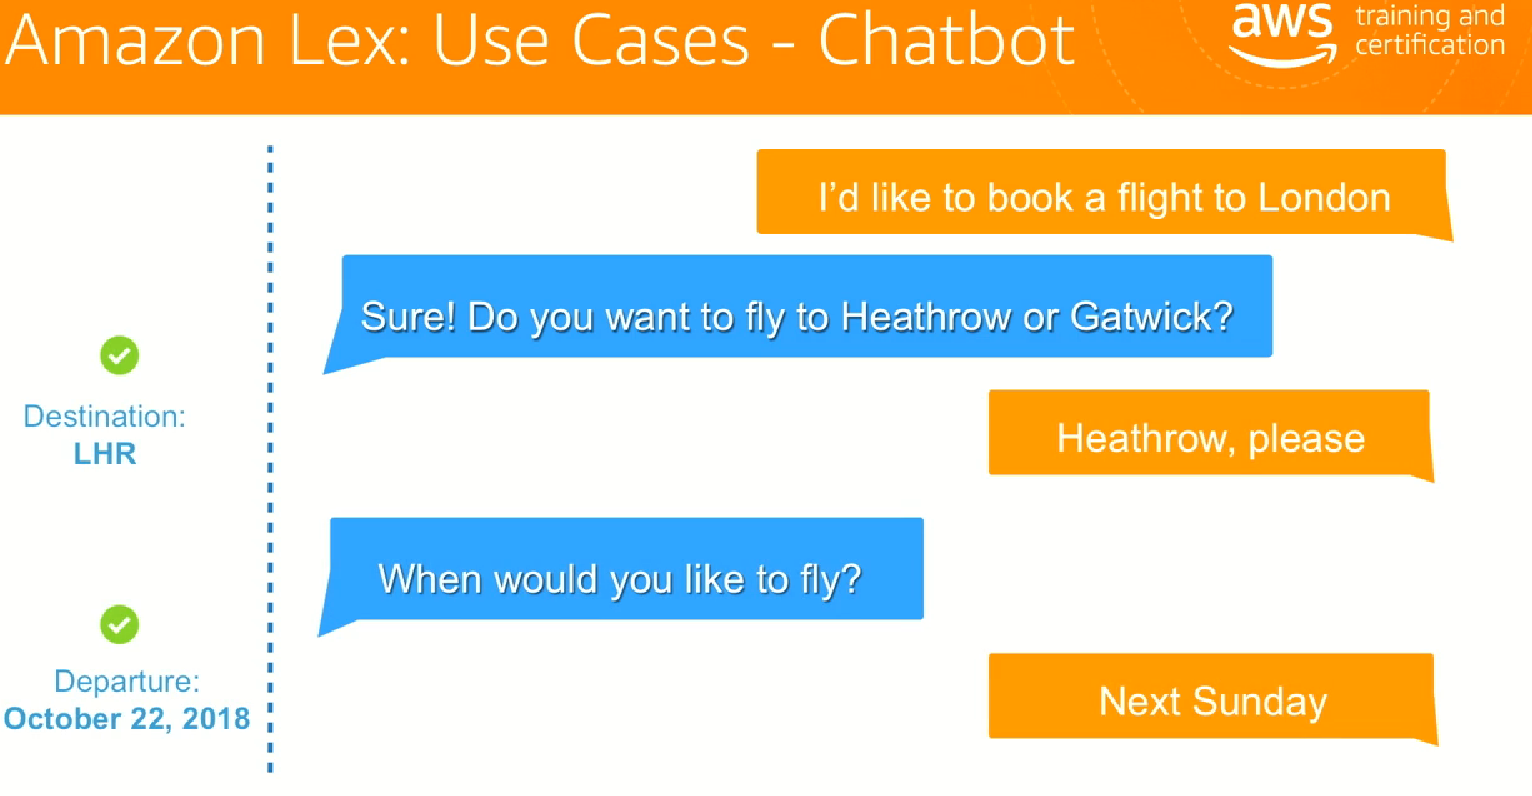 Amazon Lex: Use Cases - Chatbot
aws training and
certification
I’d like to book a flight to London
Sure! Do you want to fly to Heathrow or Gatwick?
Destination:
LHR
Heathrow, please
When would you like to fly?
Departure:
October 22, 2018
Next Sunday